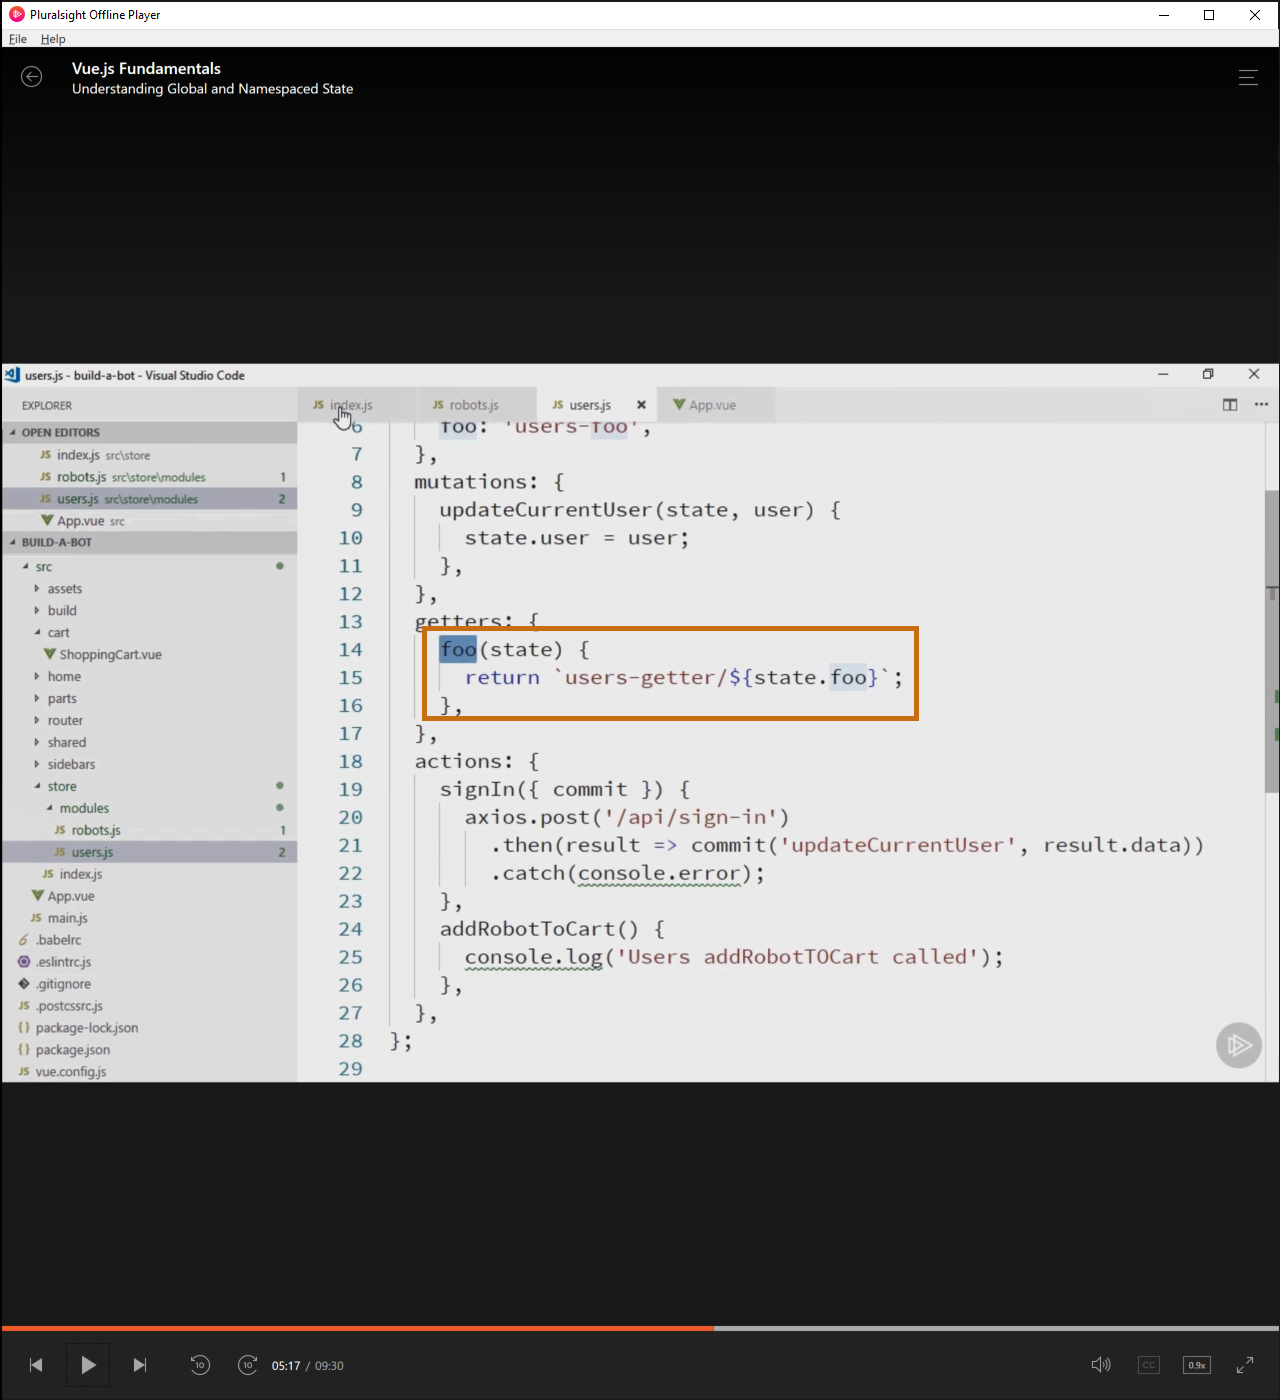 Pluralsight Offline Player
File Help
Vue.js Fundamentals
Understanding Global and Namespaced State
users.js - build-a-bot - Visual Studio Code
EXPLORER
JS index.js
JS robots.js
JS users.js
App.vue
OPEN EDITORS
JS index.js src\store
JS robots.js src\store\modules 1
JS users.js src\store\modules 2
App.vue src
BUILD-A-BOT
src
assets
build
cart
ShoppingCart.vue
home
parts
router
shared
sidebars
store
modules
JS robots.js 1
JS users.js 2
JS index.js
App.vue
JS main.js
.babelrc
.eslintrc.js
.gitignore
JS .postcssrc.js
{} package-lock.json
{} package.json
JS vue.config.js
6 foo: 'users-foo',
7 },
8 mutations: {
9 updateCurrentUser(state, user) {
10 state.user = user;
11 },
12 },
13 getters: {
14 foo(state) {
15 return `users-getter/${state.foo}`;
16 },
17 },
18 actions: {
19 signIn({ commit }) {
20 axios.post('/api/sign-in')
21 .then(result => commit('updateCurrentUser', result.data))
22 .catch(console.error);
23 },
24 addRobotToCart() {
25 console.log('Users addRobotTOCart called');
26 },
27 },
28 };
29
10
10
05:17 / 09:30
CC
0.9x